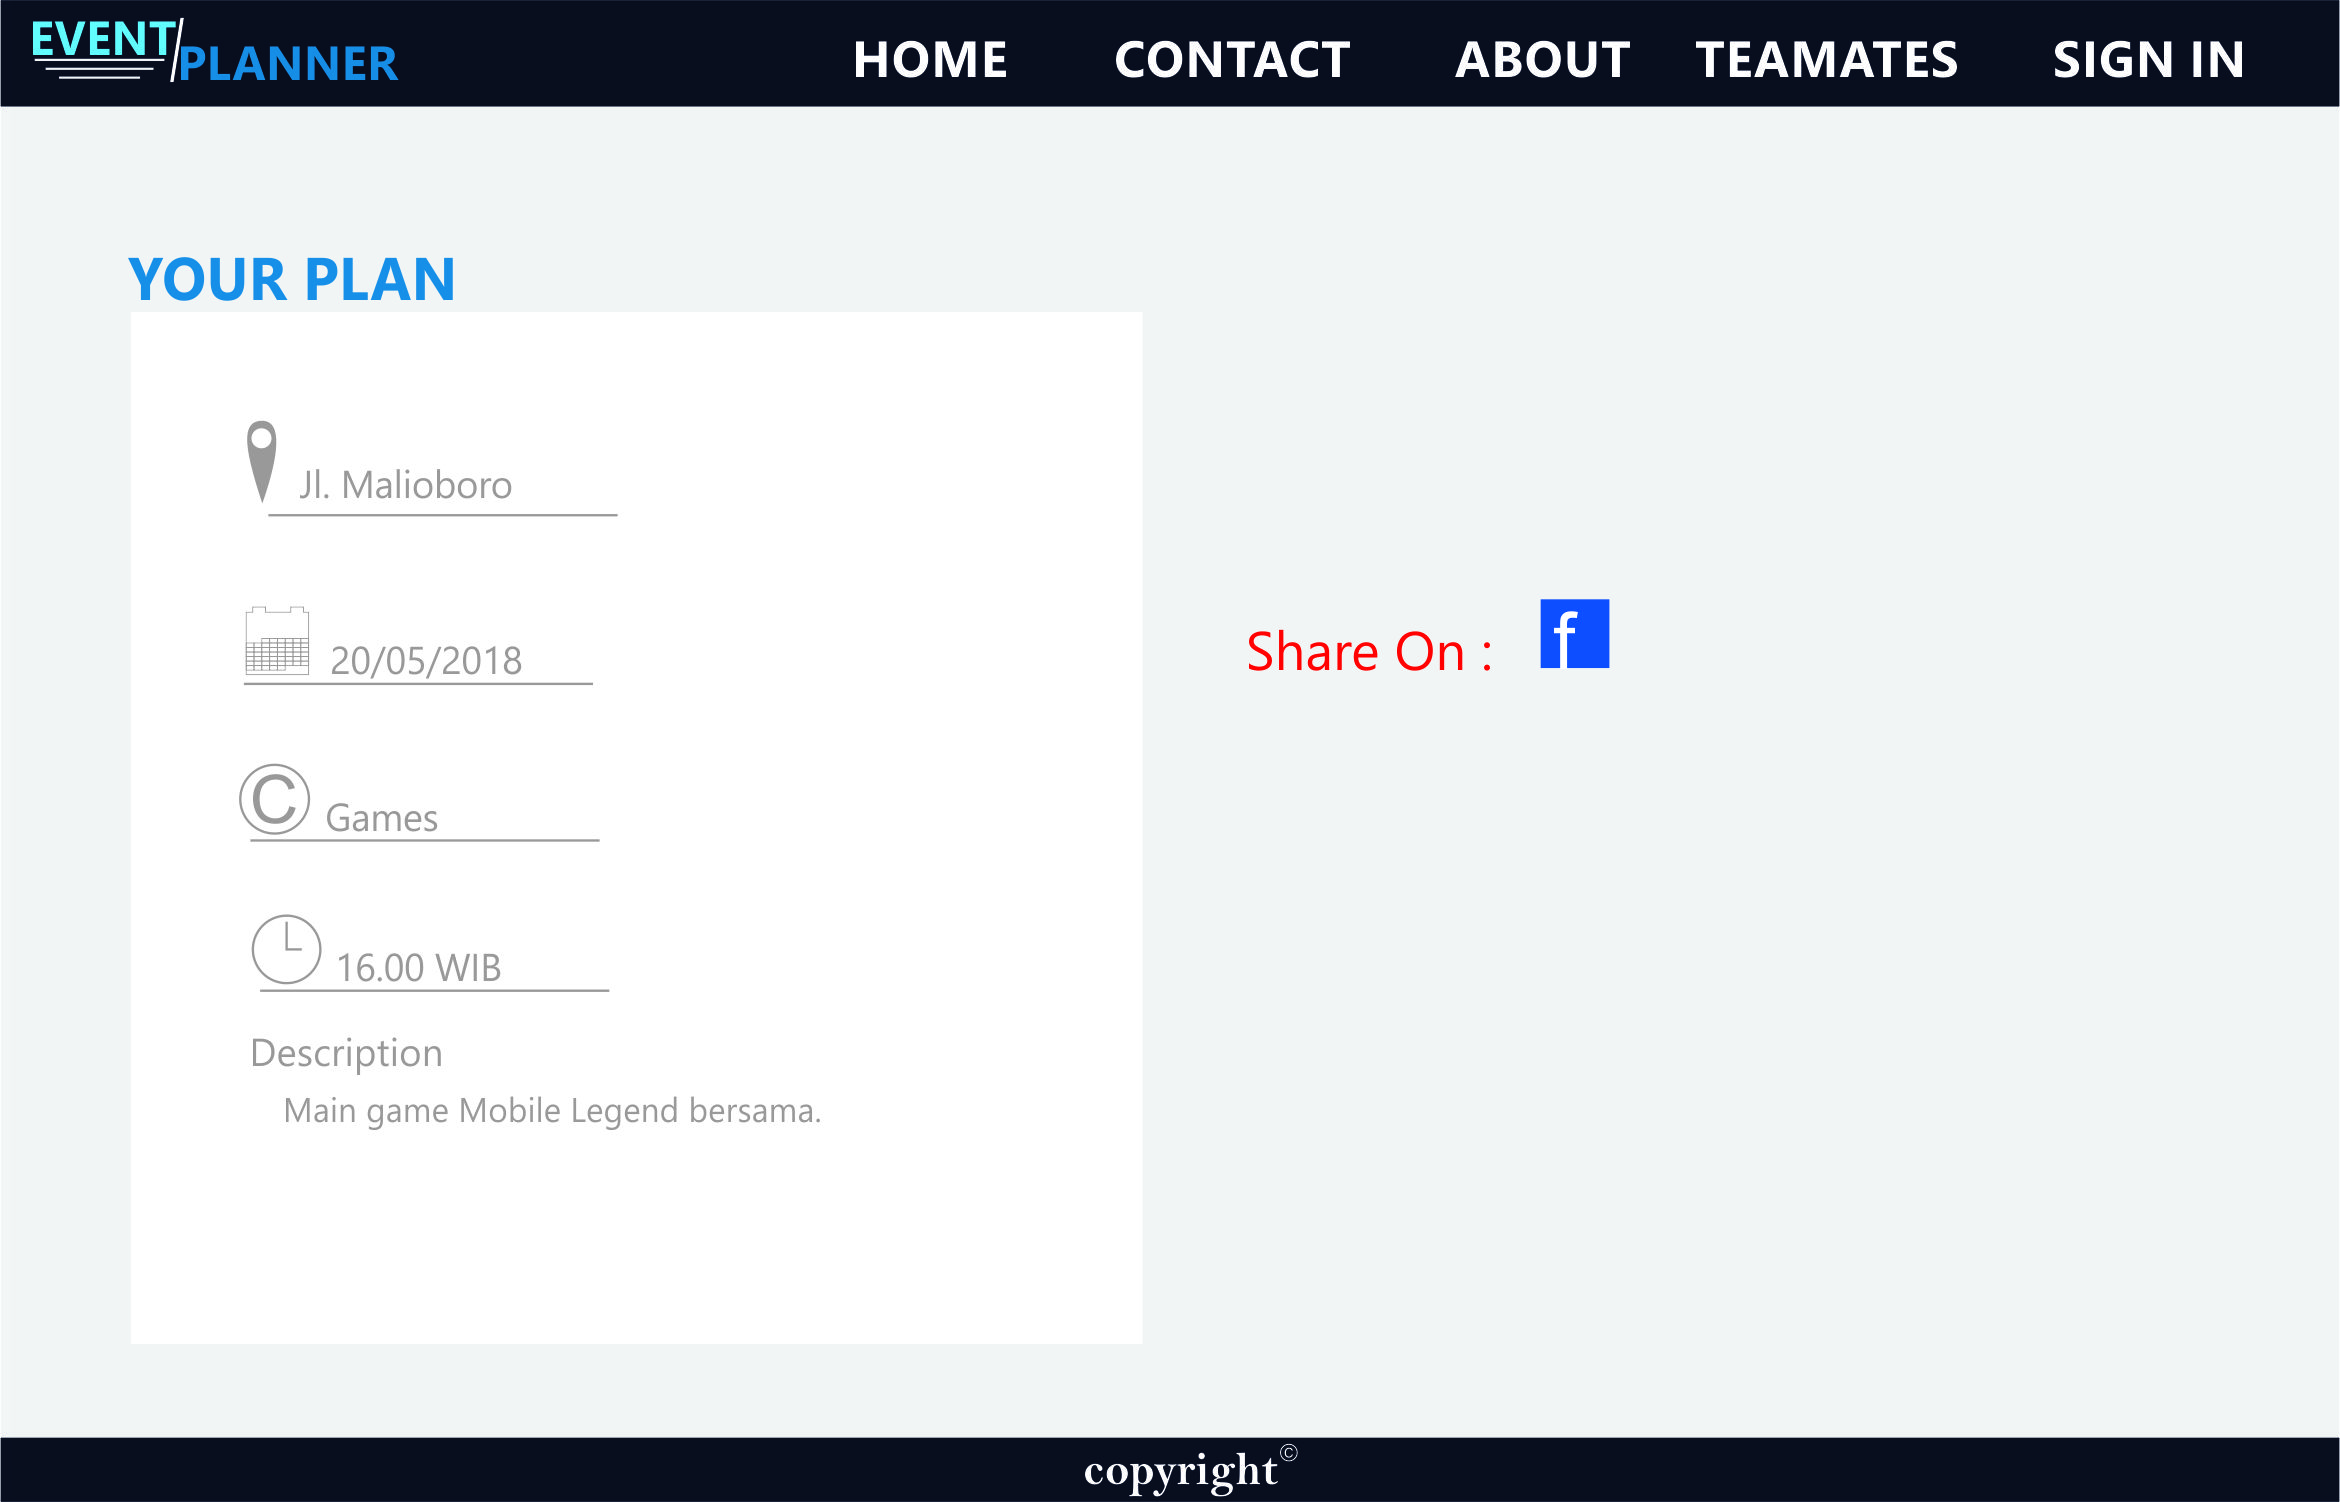 EVENT/PLANNER
HOME CONTACT ABOUT TEAMATES SIGN IN
YOUR PLAN
Jl. Malioboro
20/05/2018
© Games
16.00 WIB
Description
Main game Mobile Legend bersama.
Share On : f
copyright©